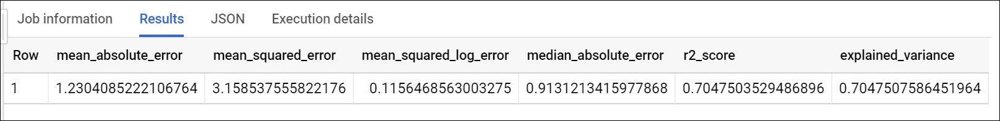 Job information Results JSON Execution details
Row mean_absolute_error mean_squared_error mean_squared_log_error median_absolute_error r2_score explained_variance
1 1.2304085222106764 3.158537555822176 0.1156468563003275 0.9131213415977868 0.7047503529486896 0.7047507586451964